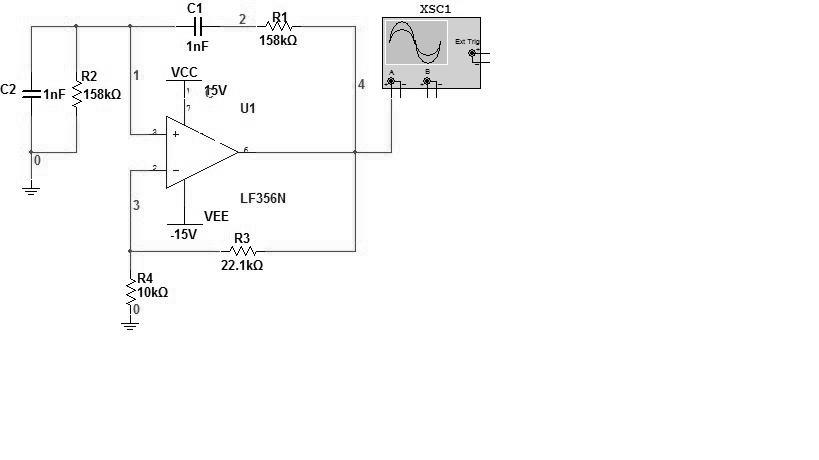 C1
2
R1
1nF
158kΩ
XSC1
Ext Trig
A
B
C2
1nF
R2
158kΩ
1
VCC
15V
7
U1
4
3
6
2
0
3
LF356N
VEE
-15V
R3
22.1kΩ
R4
10kΩ
0